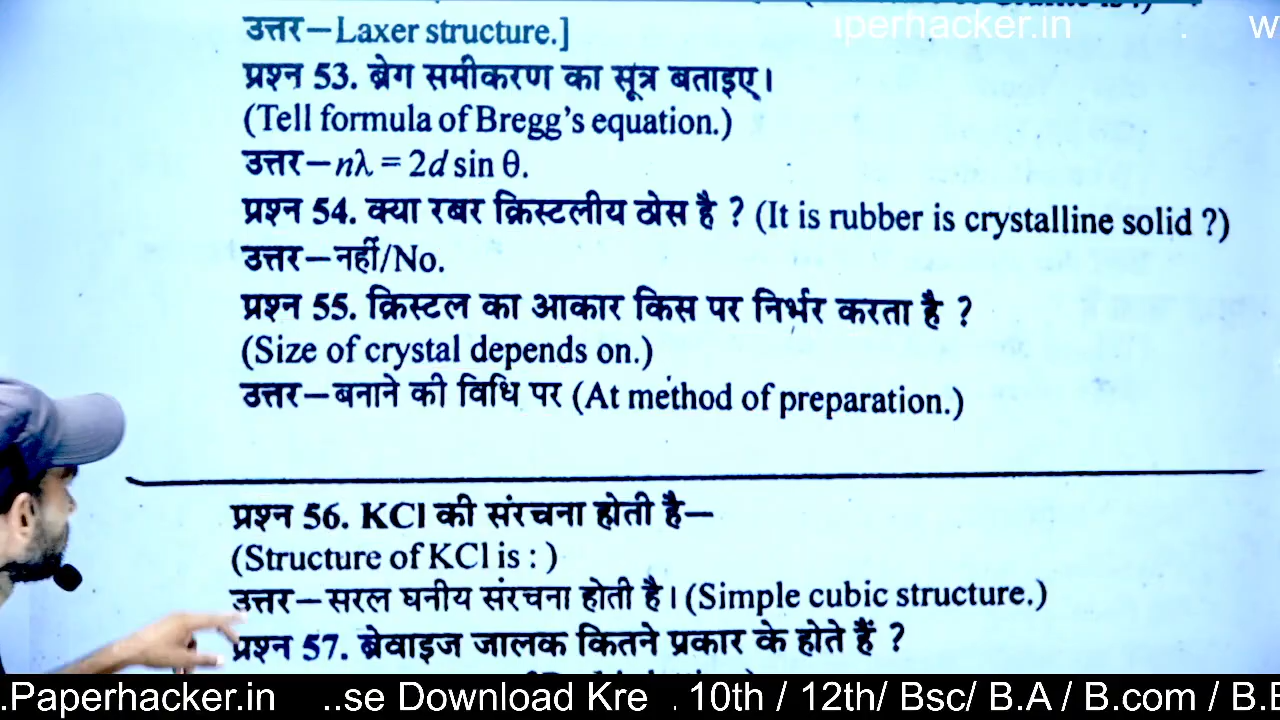 iperhacker.in . w
उत्तर—Laxer structure.]
प्रश्न 53. ब्रेग समीकरण का सूत्र बताइए।
(Tell formula of Bregg's equation.)
उत्तर—nλ = 2d sin θ.
प्रश्न 54. क्या रबर क्रिस्टलीय ठोस है ? (It is rubber is crystalline solid ?)
उत्तर—नहीं/No.
प्रश्न 55. क्रिस्टल का आकार किस पर निर्भर करता है ?
(Size of crystal depends on.)
उत्तर—बनाने की विधि पर (At method of preparation.)
प्रश्न 56. KCl की संरचना होती है—
(Structure of KCl is : )
उत्तर—सरल घनीय संरचना होती है। (Simple cubic structure.)
प्रश्न 57. ब्रेवाइज जालक कितने प्रकार के होते हैं ?
.Paperhacker.in ..se Download Kre . 10th / 12th/ Bsc/ B.A / B.com / B.E